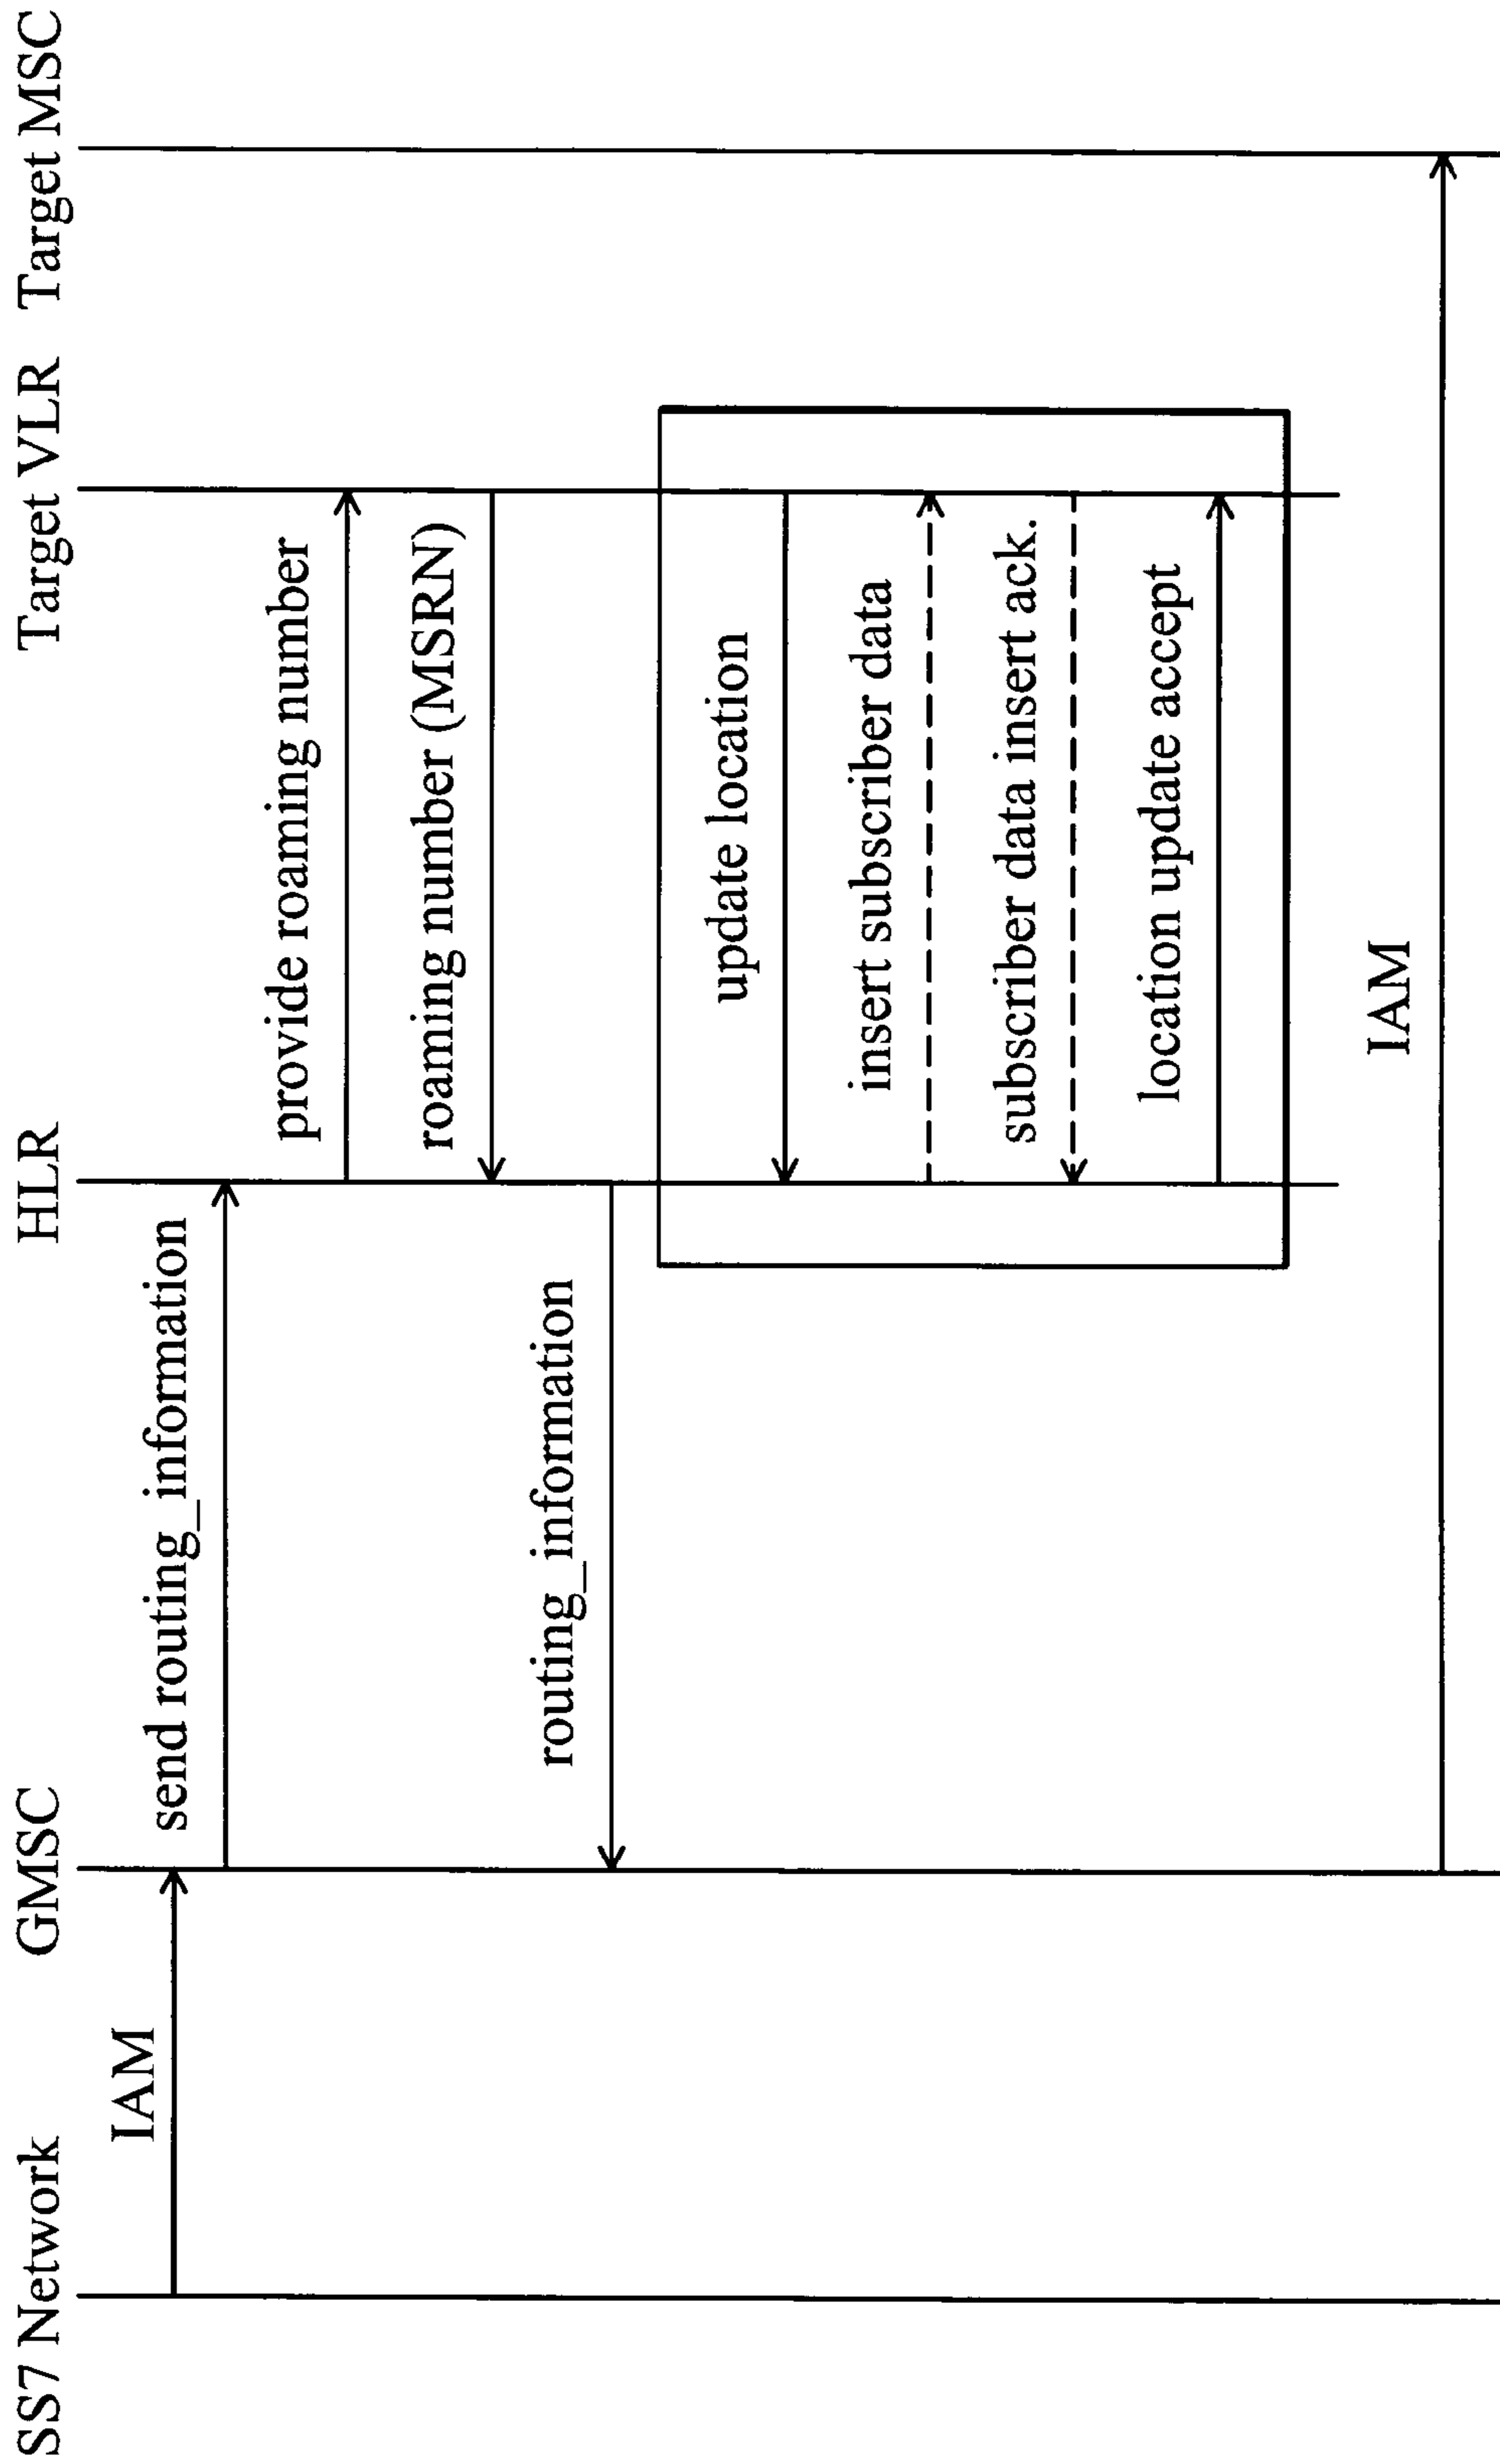 SS7 Network GMSC HLR Target VLR Target MSC
IAM
send routing_information
provide roaming number
roaming number (MSRN)
routing_information
update location
insert subscriber data
subscriber data insert ack.
location update accept
IAM